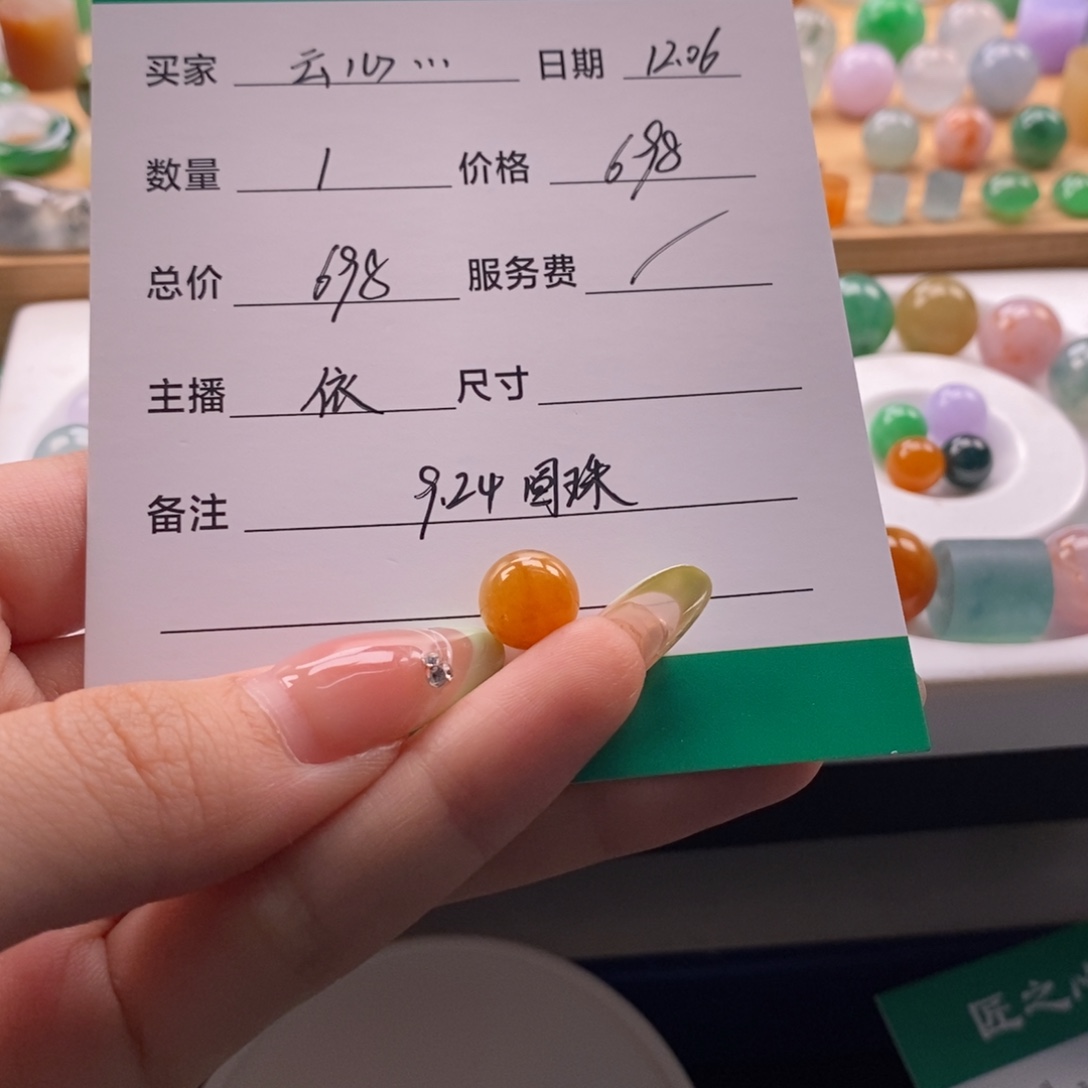 买家 云心... 日期 12.06
数量 1 价格 698
总价 698 服务费 /
主播 依 尺寸
备注 9.24 圆珠
匠之